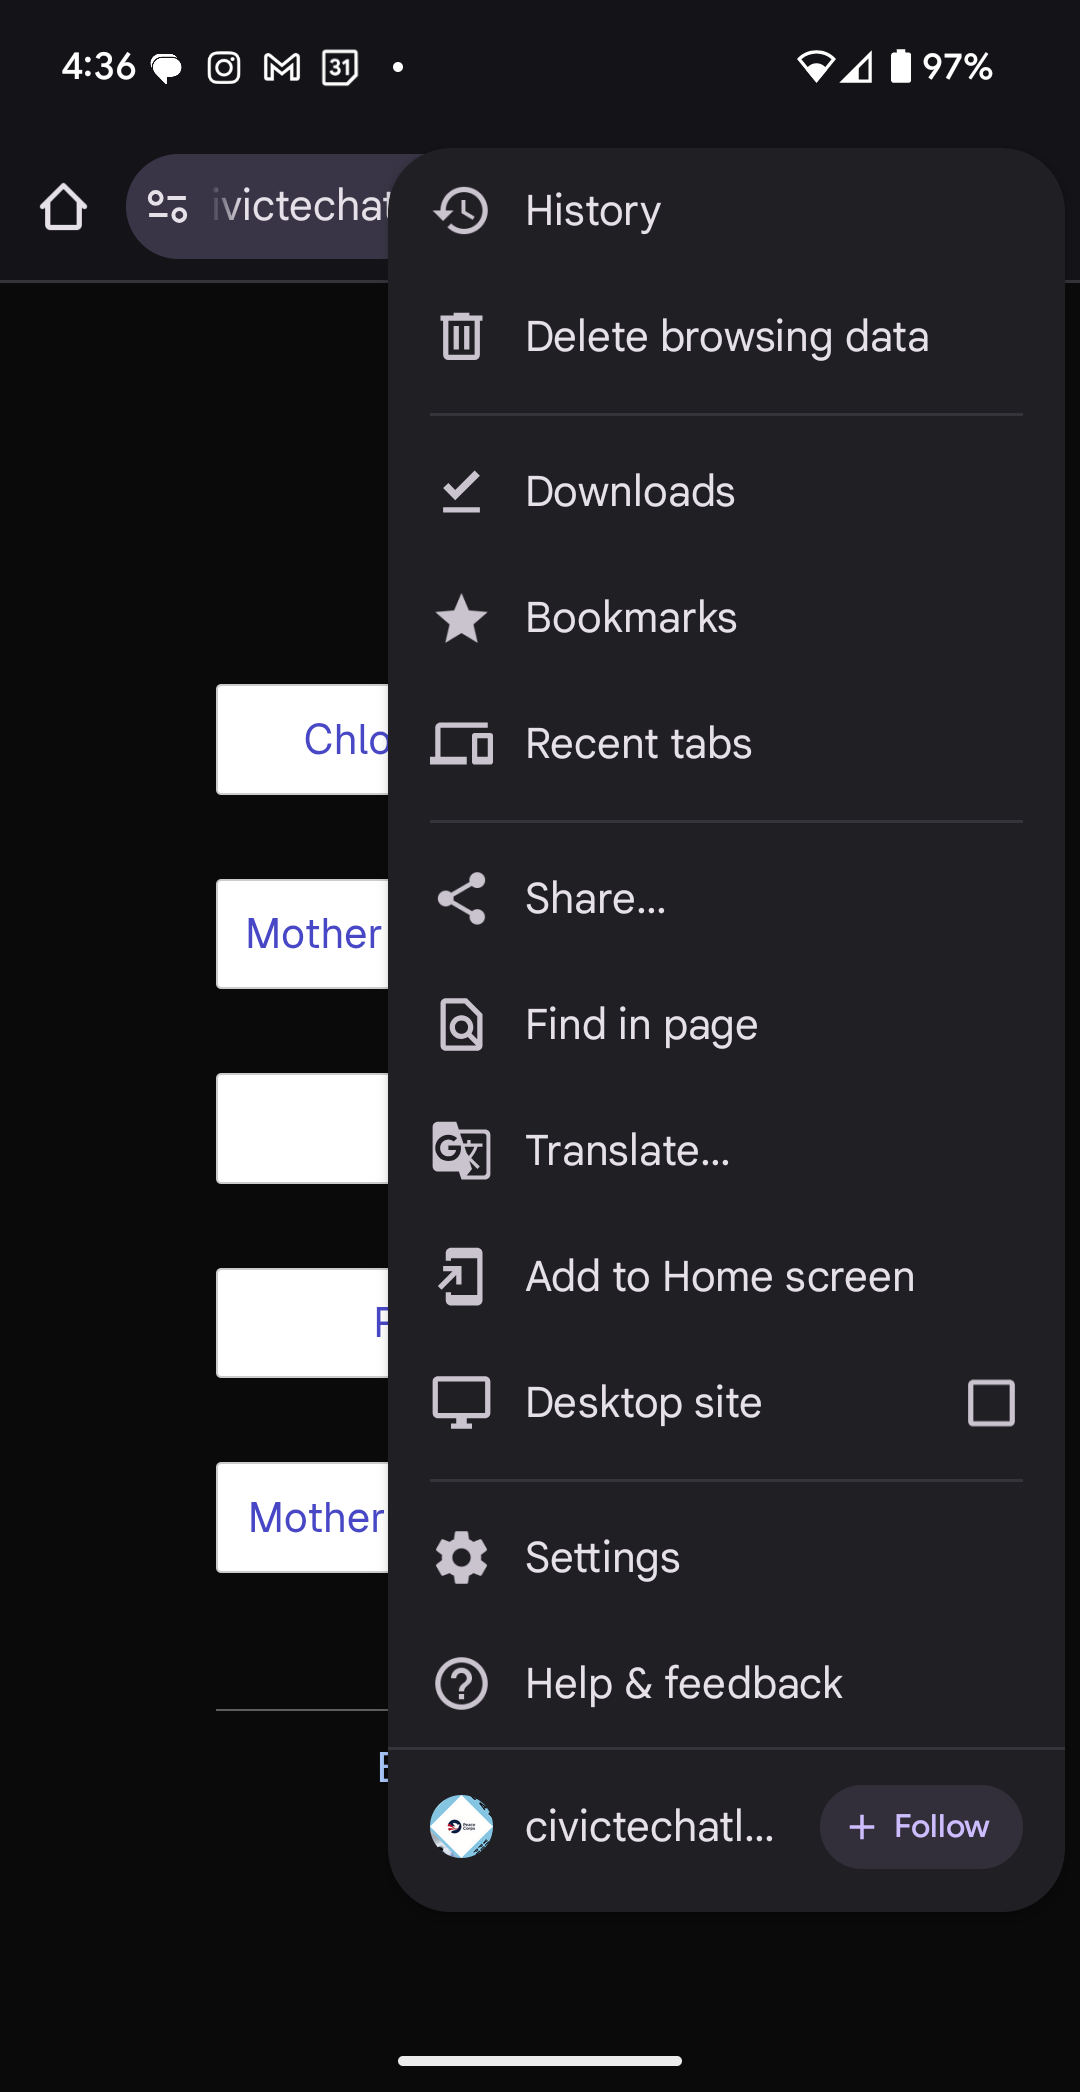 4:36
31
97%
ivictechat
History
Delete browsing data
Downloads
Bookmarks
Recent tabs
Chlo
Mother
Share...
Find in page
Translate...
Add to Home screen
Desktop site
Mother
Settings
Help & feedback
civictechatl...
+ Follow